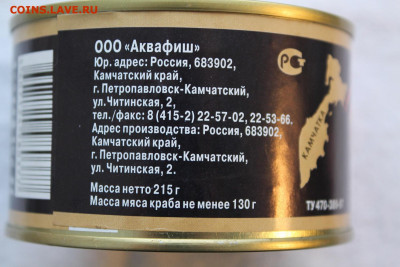 COINS.LAVE.RU
ООО «Аквафиш»
Юр. адрес: Россия, 683902,
Камчатский край,
г. Петропавловск-Камчатский,
ул. Читинская, 2,
тел./факс: 8 (415-2) 22-57-02, 22-53-66.
Адрес производства: Россия, 683902,
Камчатский край,
г. Петропавловск-Камчатский,
ул. Читинская, 2.
Масса нетто 215 г
Масса мяса краба не менее 130 г
КАМЧАТКА